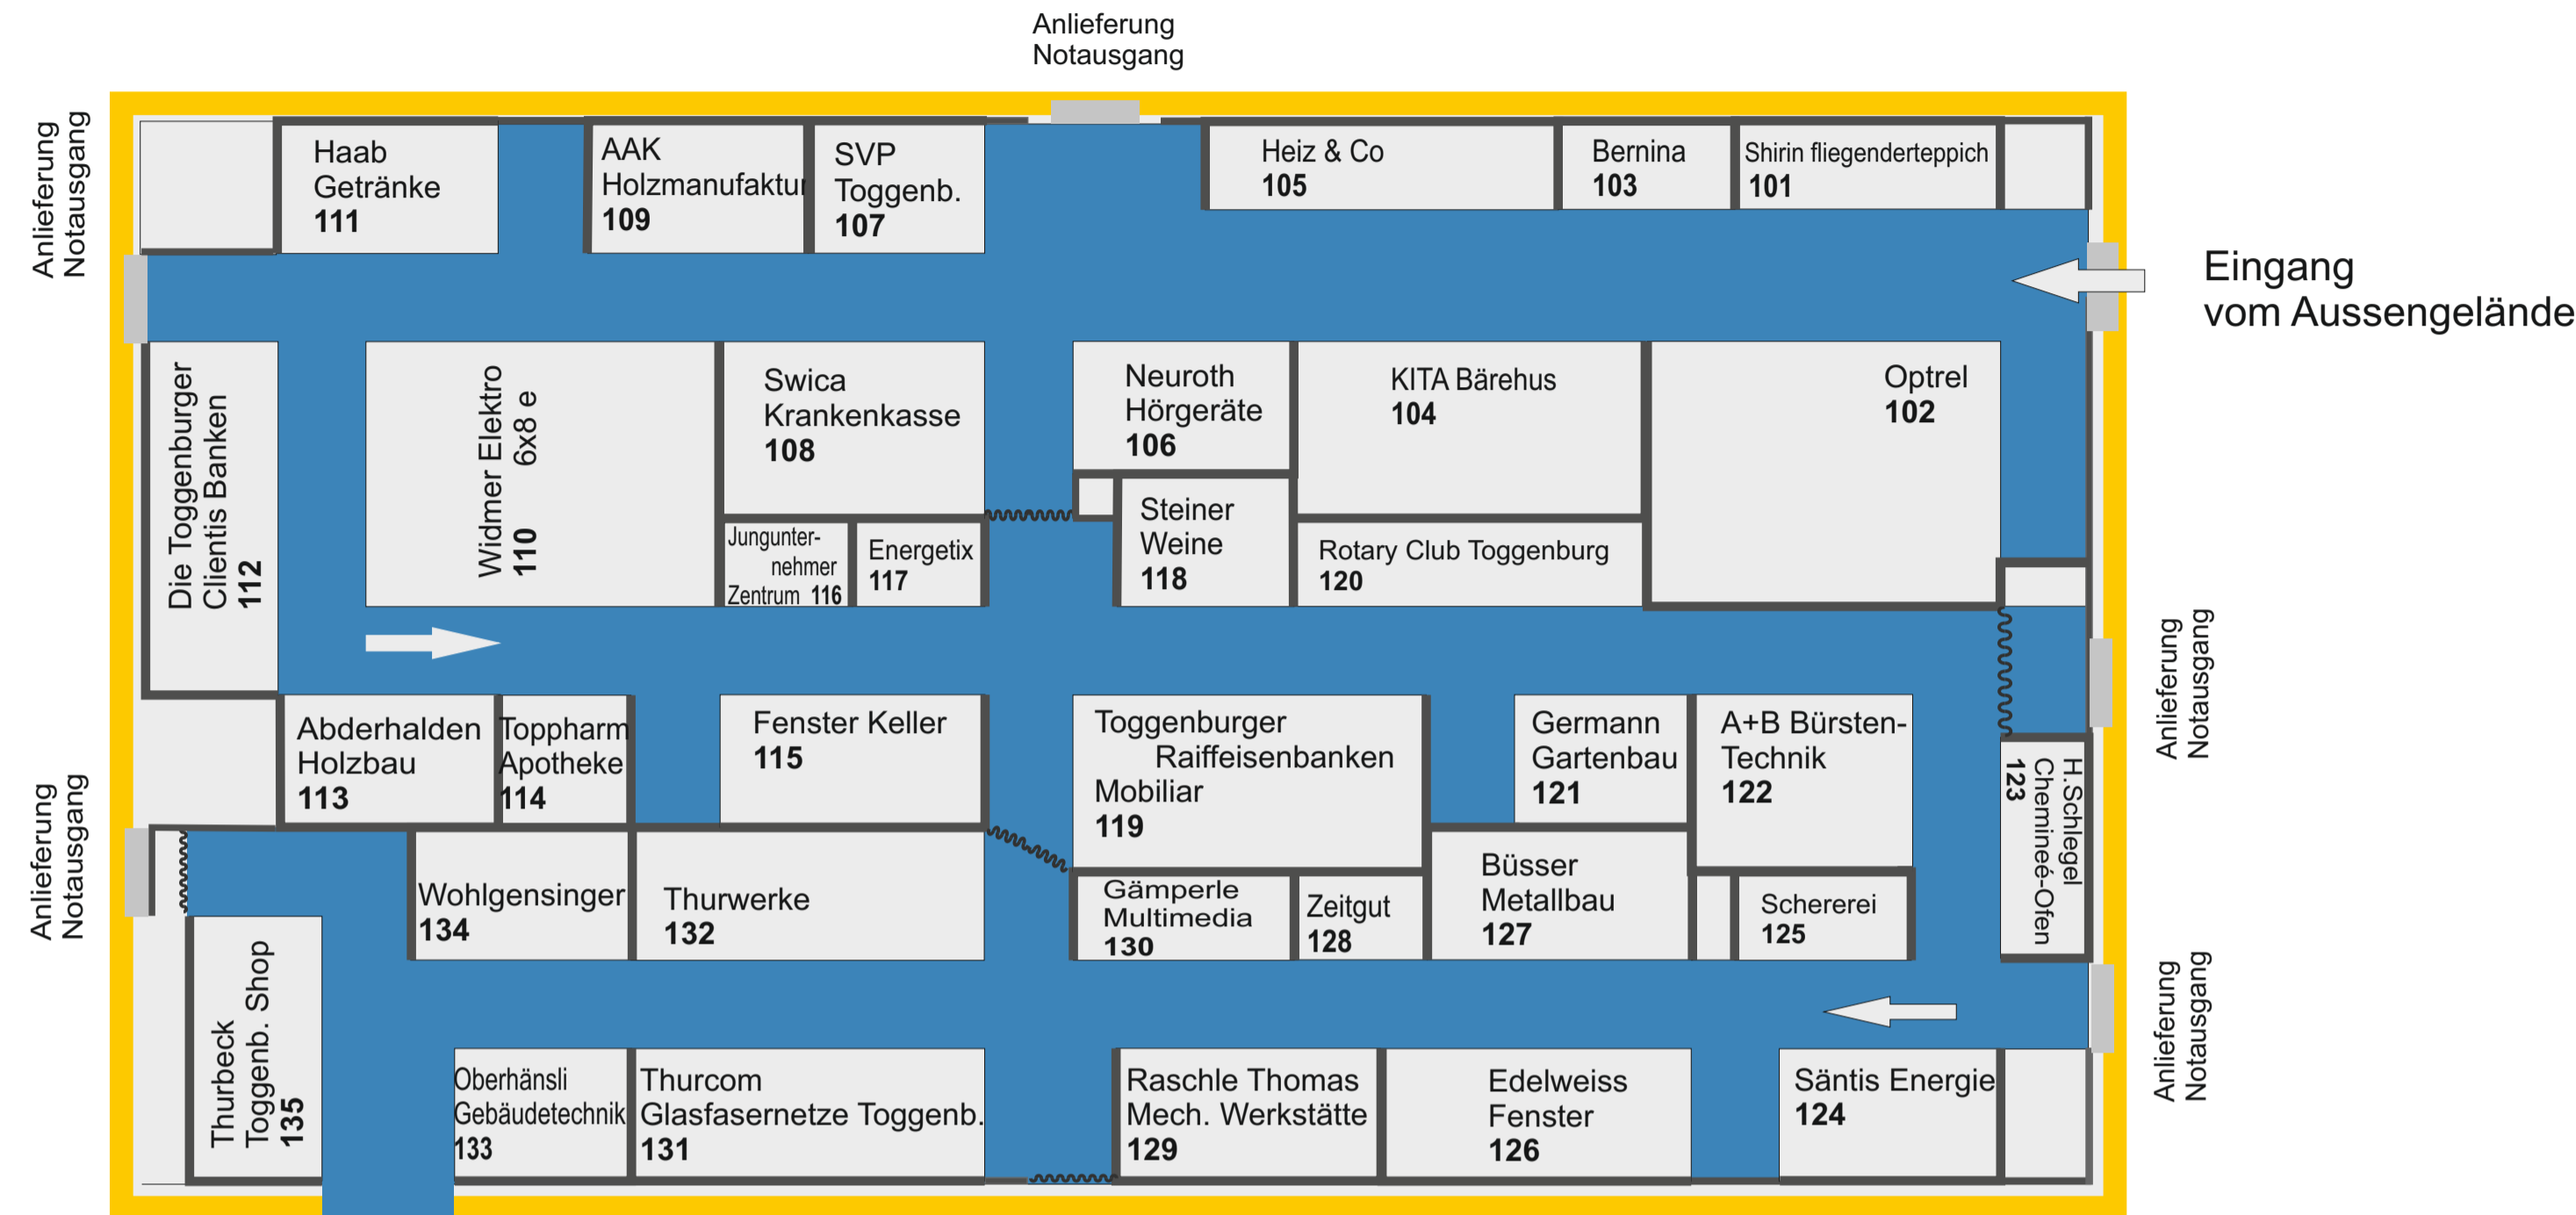 Anlieferung
Notausgang
Anlieferung
Notausgang
Haab
Getränke
111
AAK
Holzmanufaktur
109
SVP
Toggenb.
107
Heiz & Co
105
Bernina
103
Shirin fliegenderteppich
101
Eingang
vom Aussengelände
Die Toggenburger
Clientis Banken
112
Widmer Elektro
110 6x8 e
Swica
Krankenkasse
108
Neuroth
Hörgeräte
106
KITA Bärehus
104
Optrel
102
Jungunter-
nehmer
Zentrum 116
Energetix
117
Steiner
Weine
118
Rotary Club Toggenburg
120
Anlieferung
Notausgang
Abderhalden
Holzbau
113
Toppharm
Apotheke
114
Fenster Keller
115
Toggenburger
Raiffeisenbanken
Mobiliar
119
Germann
Gartenbau
121
A+B Bürsten-
Technik
122
H.Schlegel
Chemineé-Ofen
123
Anlieferung
Notausgang
Wohlgensinger
134
Thurwerke
132
Gämperle
Multimedia
130
Zeitgut
128
Büsser
Metallbau
127
Schererei
125
Thurbeck
Toggenb. Shop
135
Oberhänsli
Gebäudetechnik
133
Thurcom
Glasfasernetze Toggenb.
131
Raschle Thomas
Mech. Werkstätte
129
Edelweiss
Fenster
126
Säntis Energie
124
Anlieferung
Notausgang